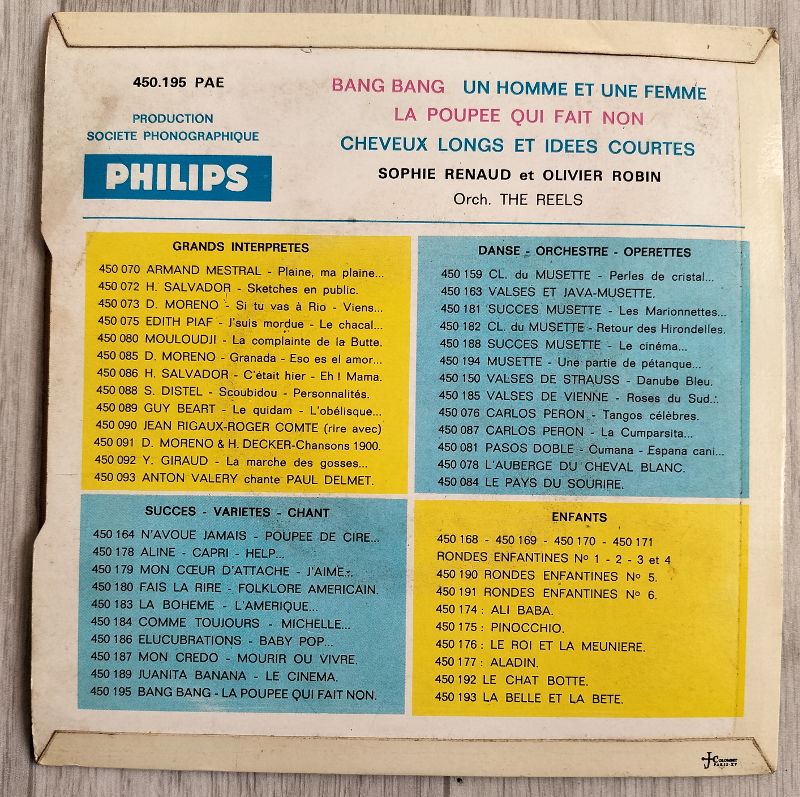 450.195 PAE
PRODUCTION
SOCIETE PHONOGRAPHIQUE
PHILIPS
BANG BANG UN HOMME ET UNE FEMME
LA POUPEE QUI FAIT NON
CHEVEUX LONGS ET IDEES COURTES
SOPHIE RENAUD et OLIVIER ROBIN
Orch. THE REELS
GRANDS INTERPRETES
450 070 ARMAND MESTRAL - Plaine, ma plaine...
450 072 H. SALVADOR - Sketches en public.
450 073 D. MORENO - Si tu vas à Rio - Viens...
450 075 EDITH PIAF - J'suis mordue - Le chacal...
450 080 MOULOUDJI - La complainte de la Butte.
450 085 D. MORENO - Granada - Eso es el amor...
450 086 H. SALVADOR - C'était hier - Eh ! Mama.
450 088 S. DISTEL - Scoubidou - Personnalités.
450 089 GUY BEART - Le quidam - L'obélisque...
450 090 JEAN RIGAUX-ROGER COMTE (rire avec)
450 091 D. MORENO & H. DECKER-Chansons 1900.
450 092 Y. GIRAUD - La marche des gosses...
450 093 ANTON VALERY chante PAUL DELMET.
DANSE - ORCHESTRE - OPERETTES
450 159 CL. du MUSETTE - Perles de cristal...
450 163 VALSES ET JAVA-MUSETTE.
450 181 SUCCES MUSETTE - Les Marionnettes...
450 182 CL. du MUSETTE - Retour des Hirondelles.
450 188 SUCCES MUSETTE - Le cinéma...
450 194 MUSETTE - Une partie de pétanque...
450 150 VALSES DE STRAUSS - Danube Bleu.
450 185 VALSES DE VIENNE - Roses du Sud..
450 076 CARLOS PERON - Tangos célèbres.
450 087 CARLOS PERON - La Cumparsita...
450 081 PASOS DOBLE - Cumana - Espana cani...
450 078 L'AUBERGE DU CHEVAL BLANC.
450 084 LE PAYS DU SOURIRE.
SUCCES - VARIETES - CHANT
450 164 N'AVOUE JAMAIS - POUPEE DE CIRE...
450 178 ALINE - CAPRI - HELP...
450 179 MON CŒUR D'ATTACHE - J'AIME...
450 180 FAIS LA RIRE - FOLKLORE AMERICAIN.
450 183 LA BOHEME - L'AMERIQUE...
450 184 COMME TOUJOURS - MICHELLE...
450 186 ELUCUBRATIONS - BABY POP...
450 187 MON CREDO - MOURIR OU VIVRE.
450 189 JUANITA BANANA - LE CINEMA.
450 195 BANG BANG - LA POUPEE QUI FAIT NON.
ENFANTS
450 168 - 450 169 - 450 170 - 450 171
RONDES ENFANTINES Nº 1 - 2 - 3 et 4
450 190 RONDES ENFANTINES Nº 5.
450 191 RONDES ENFANTINES Nº 6.
450 174 : ALI BABA.
450 175 : PINOCCHIO.
450 176 : LE ROI ET LA MEUNIERE.
450 177 : ALADIN.
450 192 LE CHAT BOTTE.
450 193 LA BELLE ET LA BETE.
J. COLOMBET
PARIS-XV